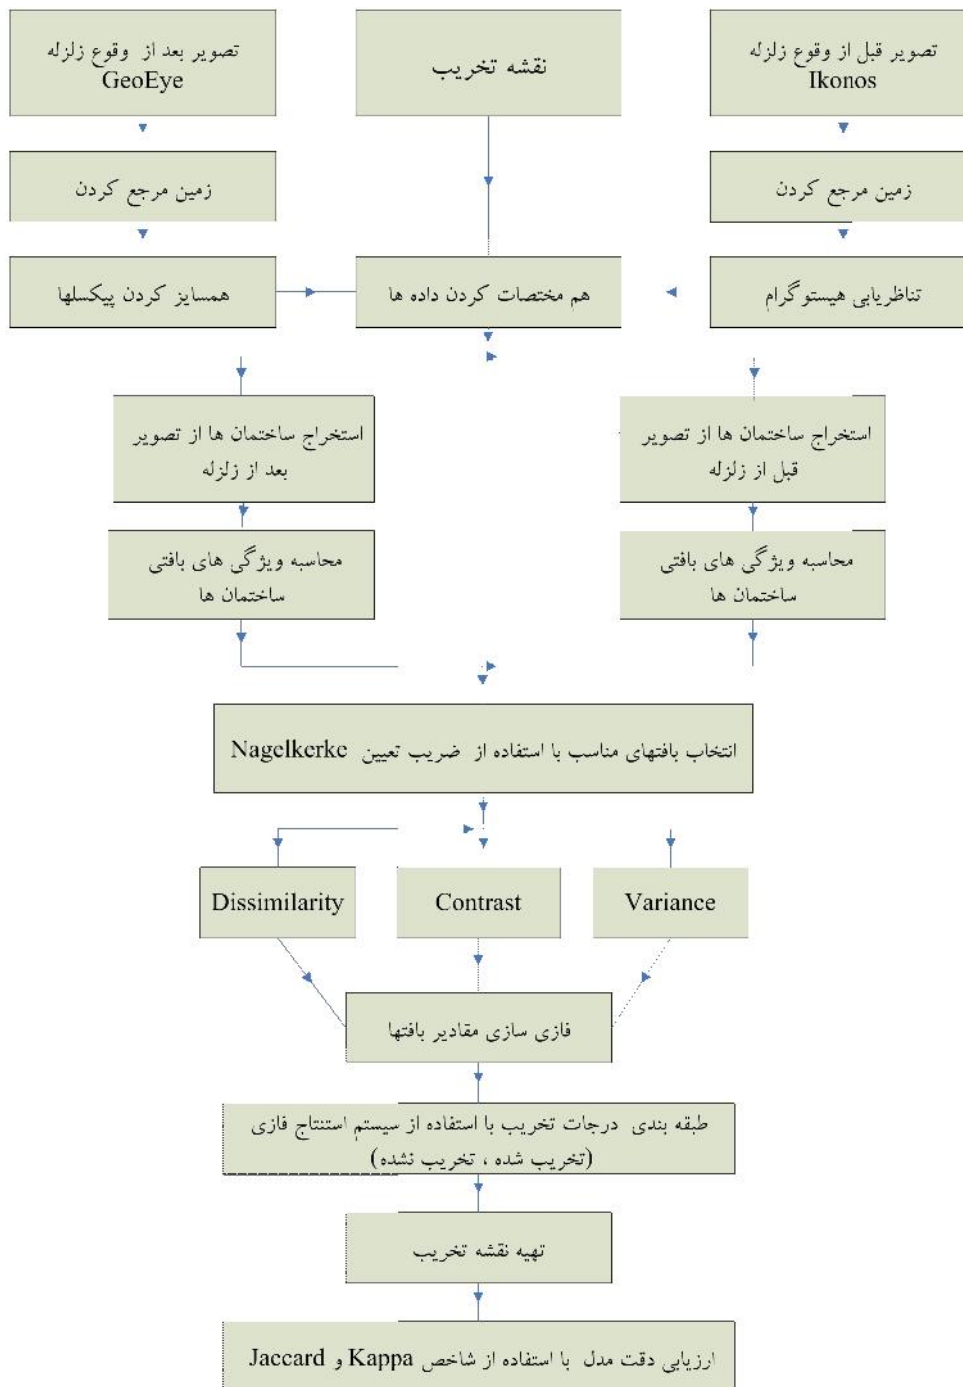 تصویر قبل از وقوع زلزله
Ikonos
نقشه تخریب
تصویر بعد از وقوع زلزله
GeoEye
زمین مرجع کردن
زمین مرجع کردن
تناظریابی هیستوگرام
هم مختصات کردن داده ها
همسایز کردن پیکسلها
استخراج ساختمان ها از تصویر
قبل از زلزله
استخراج ساختمان ها از تصویر
بعد از زلزله
محاسبه ویژگی های بافتی
ساختمان ها
محاسبه ویژگی های بافتی
ساختمان ها
انتخاب بافتهای مناسب با استفاده از ضریب تعیین Nagelkerke
Dissimilarity
Contrast
Variance
فازی سازی مقادیر بافتها
طبقه بندی درجات تخریب با استفاده از سیستم استنتاج فازی
(تخریب شده ، تخریب نشده)
تهیه نقشه تخریب
ارزیابی دقت مدل با استفاده از شاخص Kappa و Jaccard